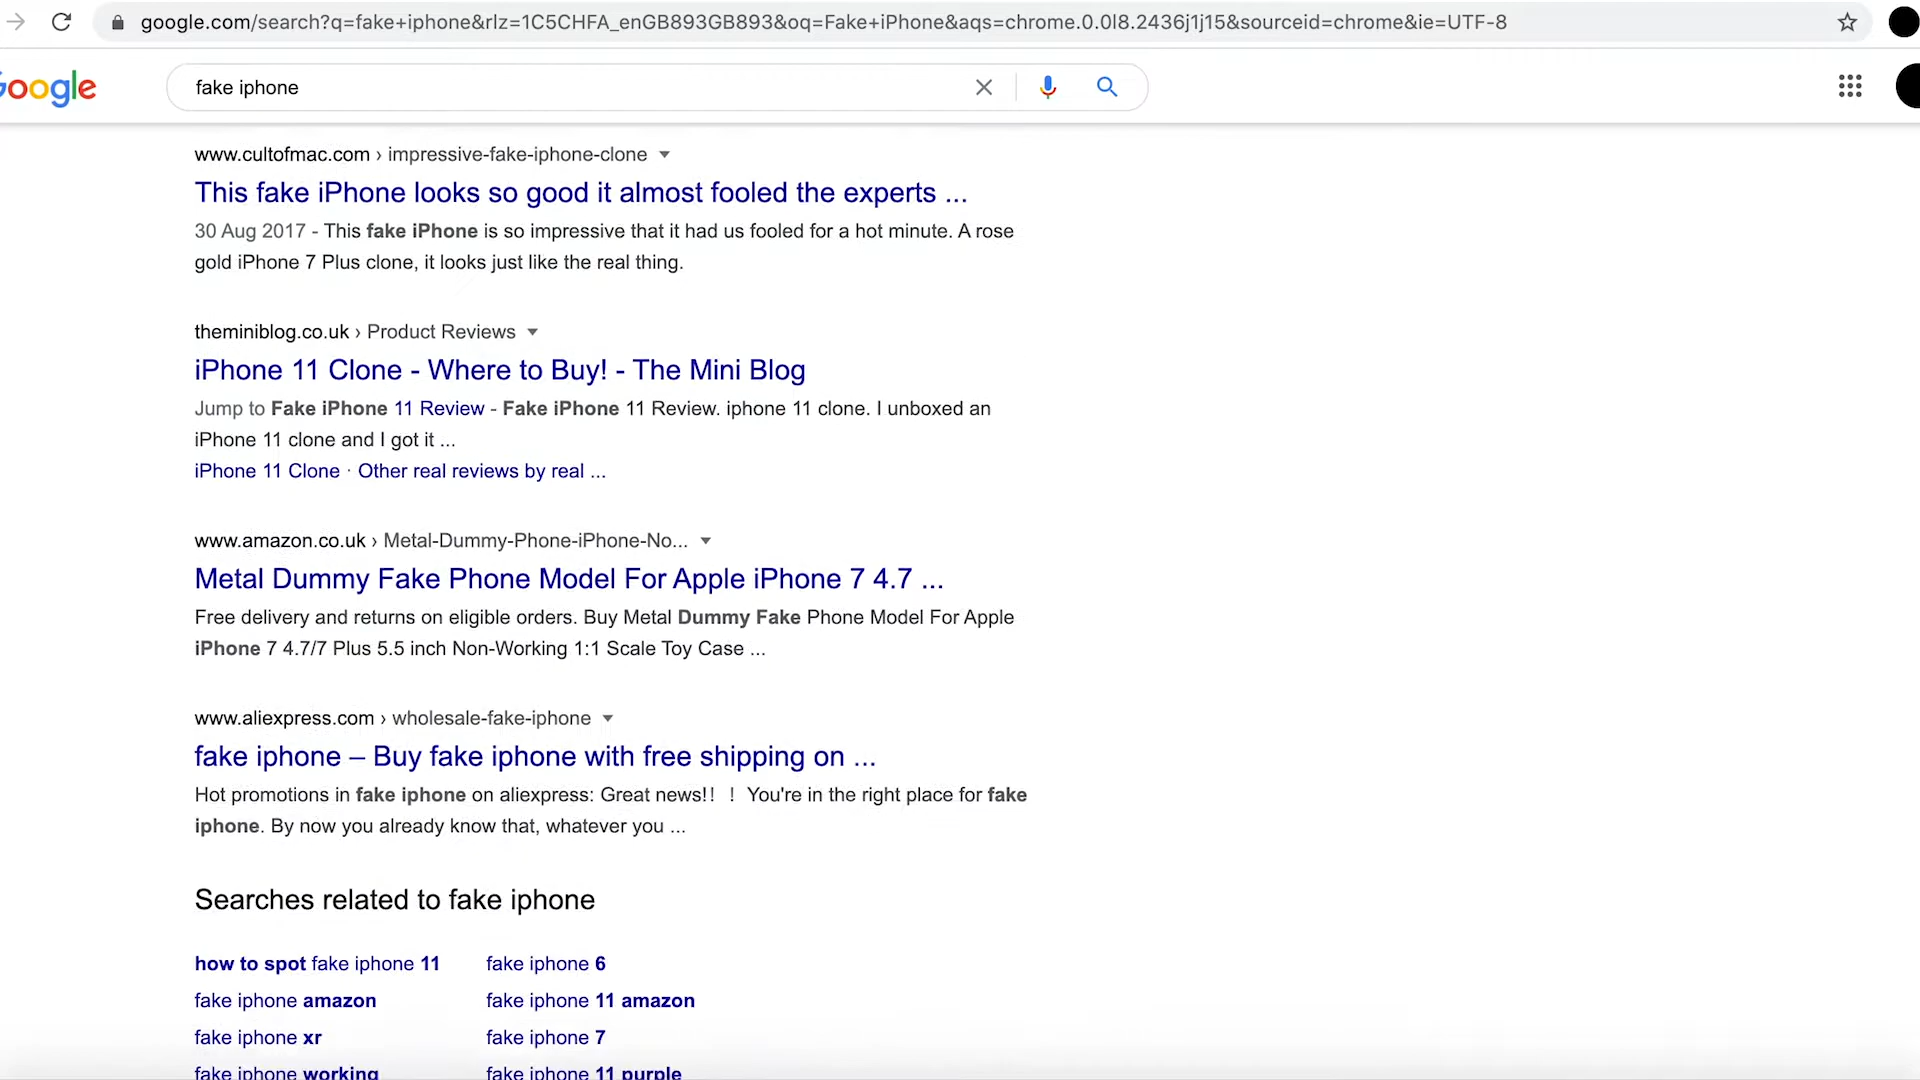 google.com/search?q=fake+iphone&rlz=1C5CHFA_enGB893GB893&oq=Fake+iPhone&aqs=chrome.0.0l8.2436j1j15&sourceid=chrome&ie=UTF-8
Google
fake iphone
www.cultofmac.com › impressive-fake-iphone-clone
This fake iPhone looks so good it almost fooled the experts ...
30 Aug 2017 - This fake iPhone is so impressive that it had us fooled for a hot minute. A rose
gold iPhone 7 Plus clone, it looks just like the real thing.
theminiblog.co.uk › Product Reviews
iPhone 11 Clone - Where to Buy! - The Mini Blog
Jump to Fake iPhone 11 Review - Fake iPhone 11 Review. iphone 11 clone. I unboxed an
iPhone 11 clone and I got it ...
iPhone 11 Clone · Other real reviews by real ...
www.amazon.co.uk › Metal-Dummy-Phone-iPhone-No...
Metal Dummy Fake Phone Model For Apple iPhone 7 4.7 ...
Free delivery and returns on eligible orders. Buy Metal Dummy Fake Phone Model For Apple
iPhone 7 4.7/7 Plus 5.5 inch Non-Working 1:1 Scale Toy Case ...
www.aliexpress.com › wholesale-fake-iphone
fake iphone – Buy fake iphone with free shipping on ...
Hot promotions in fake iphone on aliexpress: Great news!! ！ You're in the right place for fake
iphone. By now you already know that, whatever you ...
Searches related to fake iphone
how to spot fake iphone 11
fake iphone 6
fake iphone amazon
fake iphone 11 amazon
fake iphone xr
fake iphone 7
fake iphone working
fake iphone 11 purple